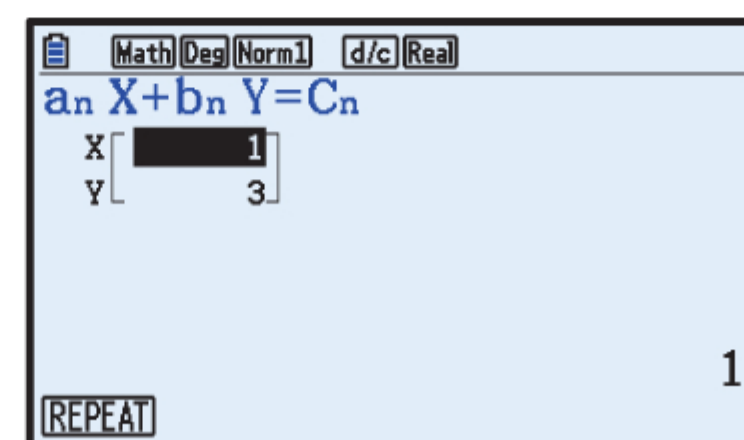 Math Deg Norm1 d/c Real
an X+bn Y=Cn
X 1
Y 3
1
REPEAT